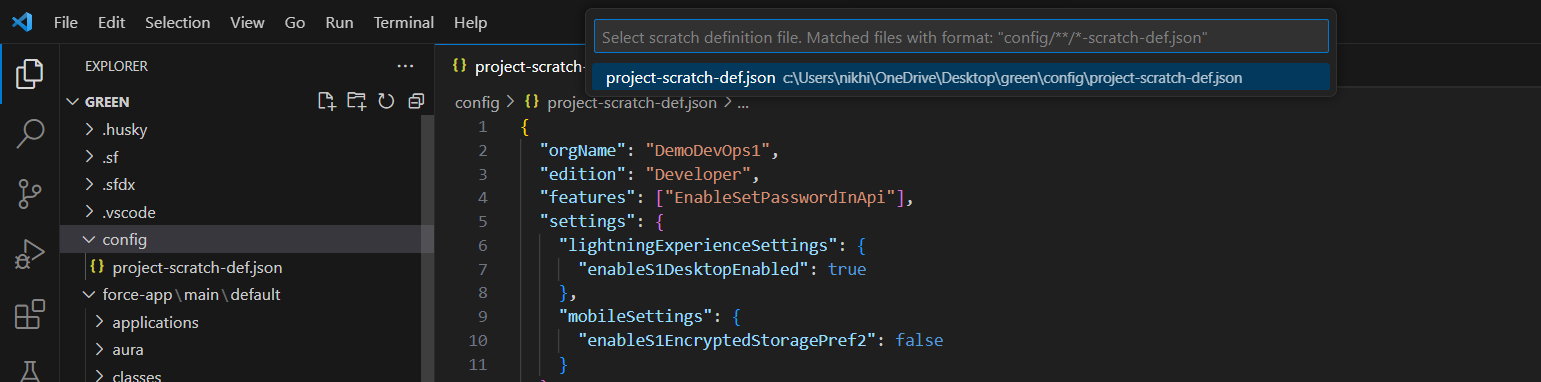 File Edit Selection View Go Run Terminal Help
Select scratch definition file. Matched files with format: "config/**/*-scratch-def.json"
project-scratch-def.json c:\Users\nikhi\OneDrive\Desktop\green\config\project-scratch-def.json
EXPLORER ...
GREEN
.husky
.sf
.sfdx
.vscode
config
project-scratch-def.json
force-app\main\default
applications
aura
classes
{} project-scratch-
config > {} project-scratch-def.json > ...
1 {
2 "orgName": "DemoDevOps1",
3 "edition": "Developer",
4 "features": ["EnableSetPasswordInApi"],
5 "settings": {
6 "lightningExperienceSettings": {
7 "enableS1DesktopEnabled": true
8 },
9 "mobileSettings": {
10 "enableS1EncryptedStoragePref2": false
11 }